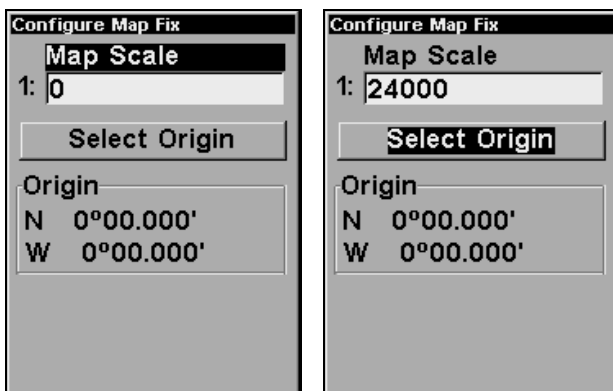 Configure Map Fix
Map Scale
1: 0
Select Origin
Origin
N 0º00.000'
W 0º00.000'
Configure Map Fix
Map Scale
1: 24000
Select Origin
Origin
N 0º00.000'
W 0º00.000'